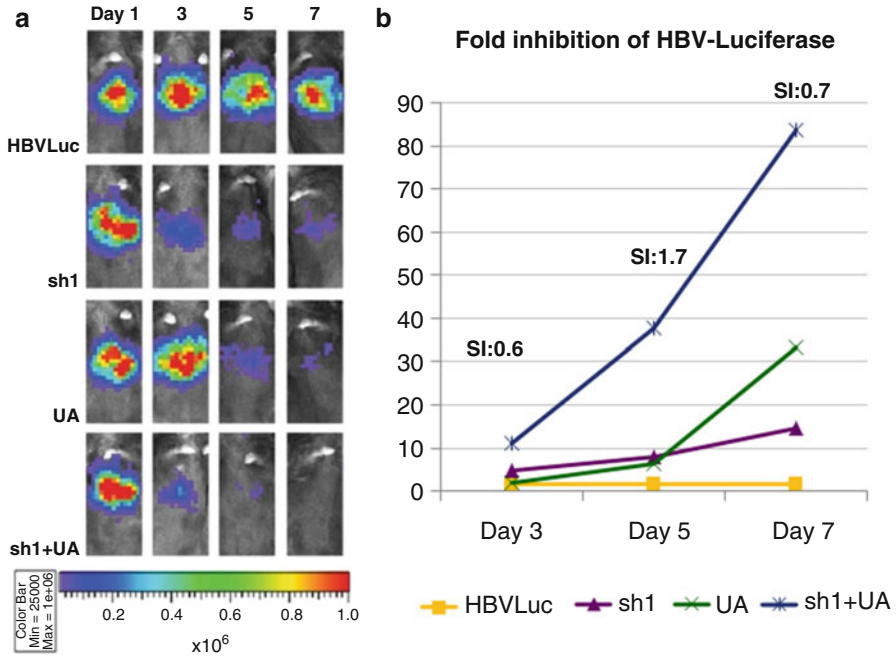 a
Day 1 3 5 7
HBVLuc
sh1
UA
sh1+UA
Color Bar
Min = 25000
Max = 1e+06
0.2 0.4 0.6 0.8 1.0
x10⁶
b
Fold inhibition of HBV-Luciferase
90
80
70
60
50
40
30
20
10
0
SI:0.6
SI:1.7
SI:0.7
Day 3 Day 5 Day 7
HBVLuc sh1 UA sh1+UA